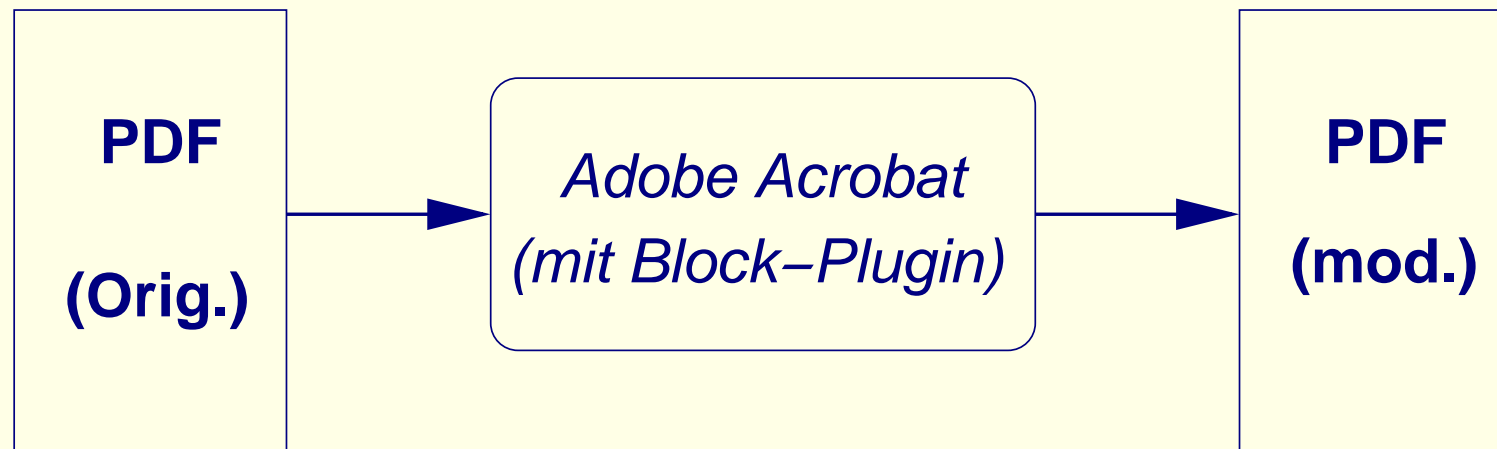 PDF
(Orig.)
Adobe Acrobat
(mit Block–Plugin)
PDF
(mod.)